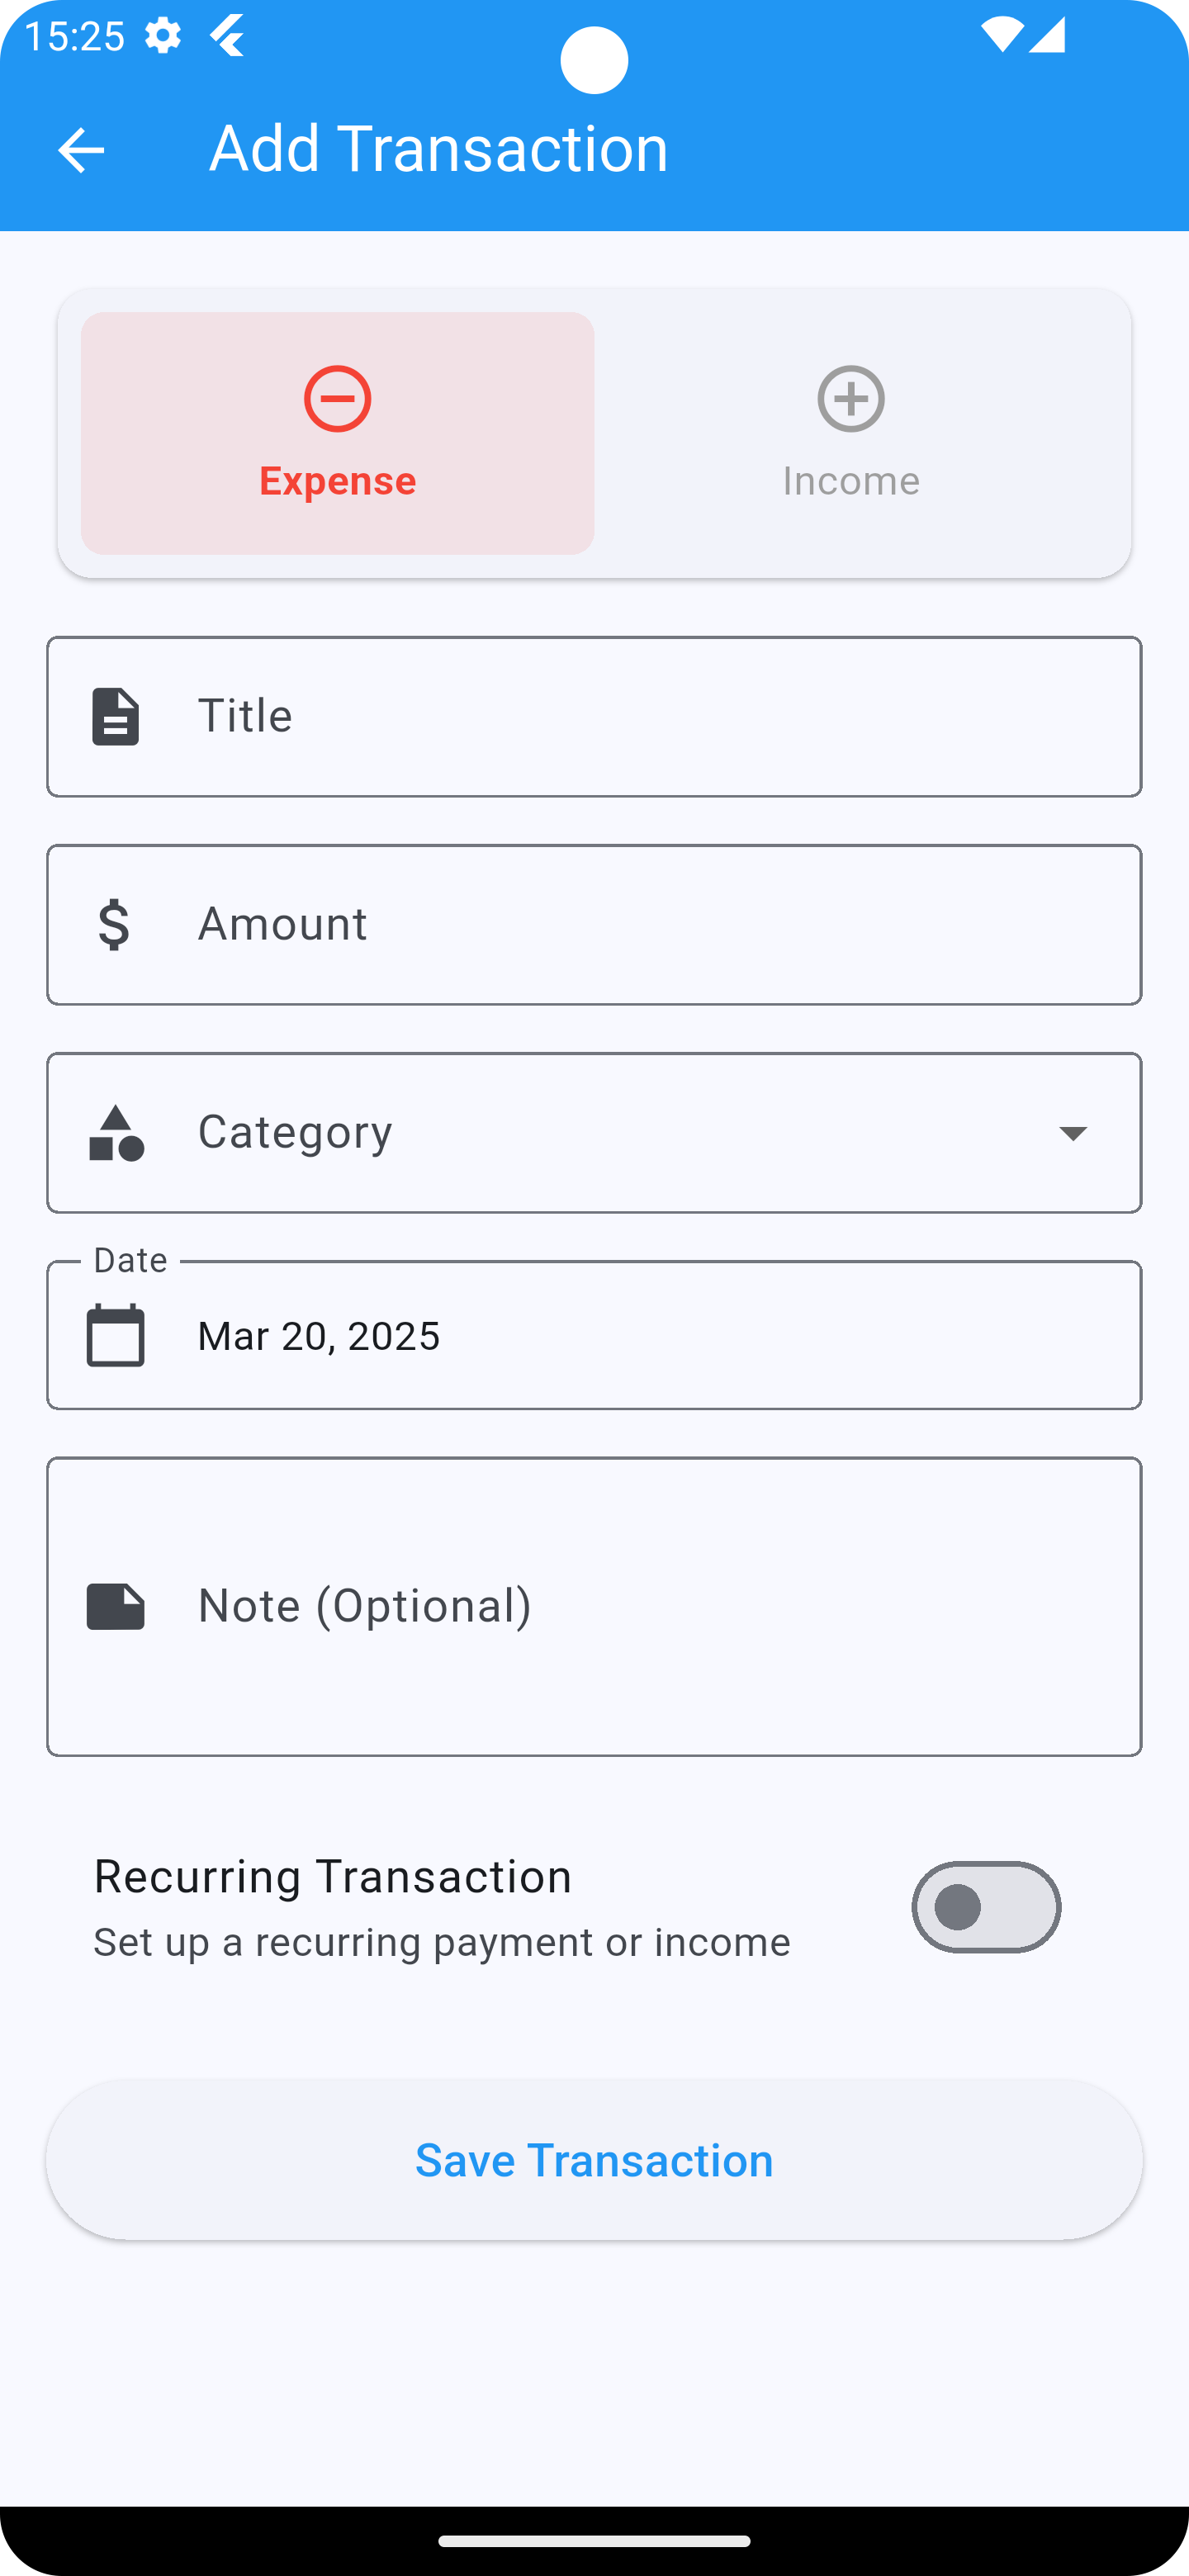 15:25
Add Transaction
Expense
Income
Title
$ Amount
Category
Date
Mar 20, 2025
Note (Optional)
Recurring Transaction
Set up a recurring payment or income
Save Transaction